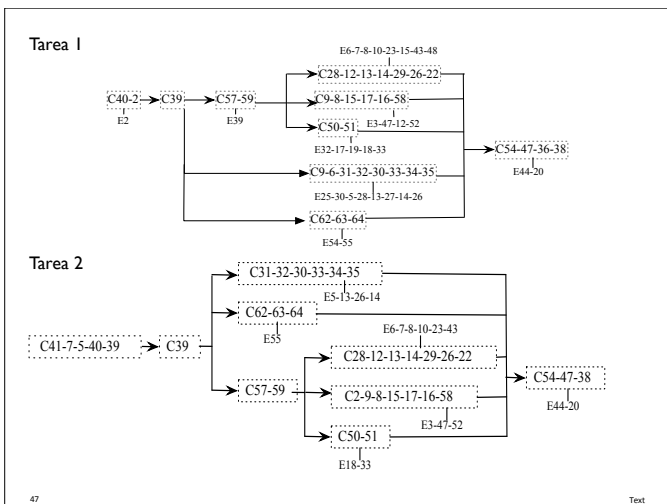 Tarea 1
E6-7-8-10-23-15-43-48
C28-12-13-14-29-26-22
C40-2
C39
C57-59
C9-8-15-17-16-58
E2
E39
E3-47-12-52
C50-51
E32-17-19-18-33
C54-47-36-38
E44-20
C9-6-31-32-30-33-34-35
E25-30-5-28-13-27-14-26
C62-63-64
E54-55
Tarea 2
C31-32-30-33-34-35
E5-13-26-14
C62-63-64
E55
E6-7-8-10-23-43
C41-7-5-40-39
C39
C28-12-13-14-29-26-22
C54-47-38
E44-20
C57-59
C2-9-8-15-17-16-58
E3-47-52
C50-51
E18-33
47
Text